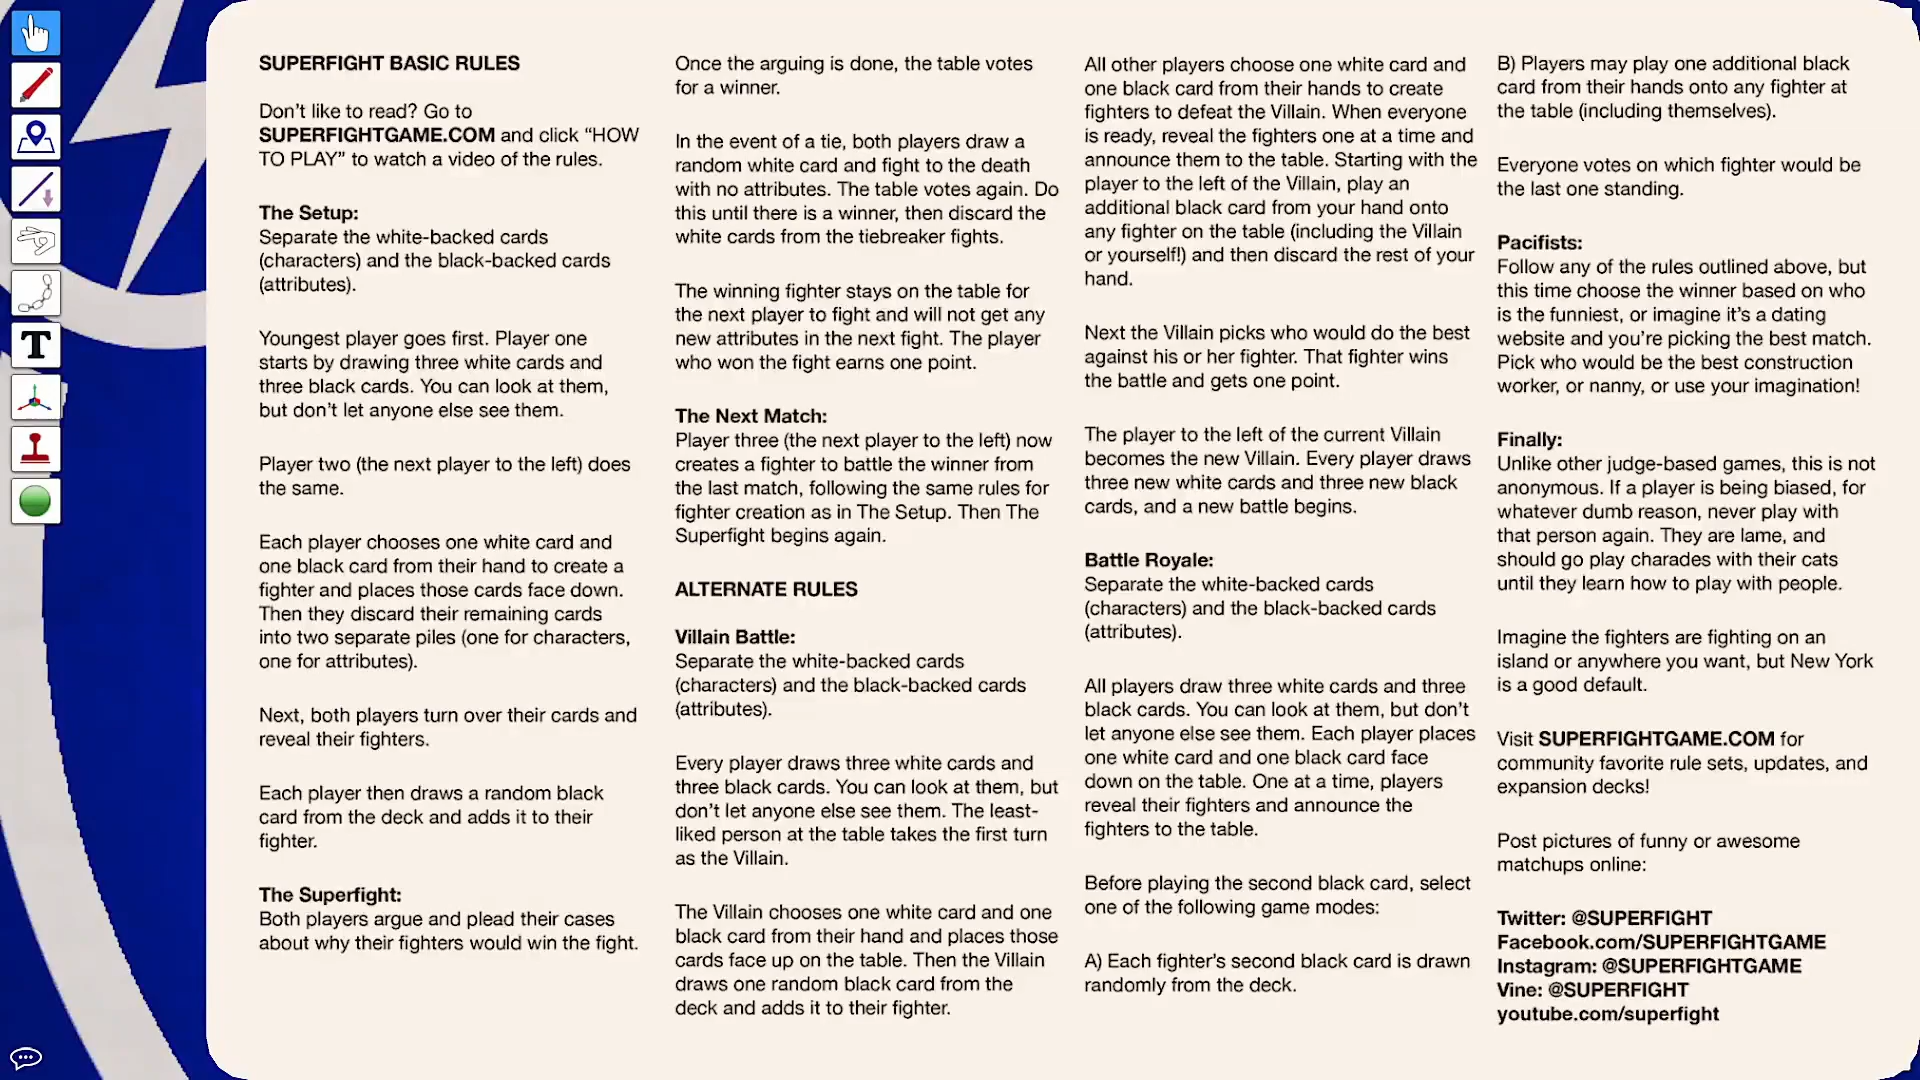 SUPERFIGHT BASIC RULES
Don't like to read? Go to
SUPERFIGHTGAME.COM and click “HOW
TO PLAY” to watch a video of the rules.
The Setup:
Separate the white-backed cards
(characters) and the black-backed cards
(attributes).
Youngest player goes first. Player one
starts by drawing three white cards and
three black cards. You can look at them,
but don't let anyone else see them.
Player two (the next player to the left) does
the same.
Each player chooses one white card and
one black card from their hand to create a
fighter and places those cards face down.
Then they discard their remaining cards
into two separate piles (one for characters,
one for attributes).
Next, both players turn over their cards and
reveal their fighters.
Each player then draws a random black
card from the deck and adds it to their
fighter.
The Superfight:
Both players argue and plead their cases
about why their fighters would win the fight.
Once the arguing is done, the table votes
for a winner.
In the event of a tie, both players draw a
random white card and fight to the death
with no attributes. The table votes again. Do
this until there is a winner, then discard the
white cards from the tiebreaker fights.
The winning fighter stays on the table for
the next player to fight and will not get any
new attributes in the next fight. The player
who won the fight earns one point.
The Next Match:
Player three (the next player to the left) now
creates a fighter to battle the winner from
the last match, following the same rules for
fighter creation as in The Setup. Then The
Superfight begins again.
ALTERNATE RULES
Villain Battle:
Separate the white-backed cards
(characters) and the black-backed cards
(attributes).
Every player draws three white cards and
three black cards. You can look at them, but
don't let anyone else see them. The least-
liked person at the table takes the first turn
as the Villain.
The Villain chooses one white card and one
black card from their hand and places those
cards face up on the table. Then the Villain
draws one random black card from the
deck and adds it to their fighter.
All other players choose one white card and
one black card from their hands to create
fighters to defeat the Villain. When everyone
is ready, reveal the fighters one at a time and
announce them to the table. Starting with the
player to the left of the Villain, play an
additional black card from your hand onto
any fighter on the table (including the Villain
or yourself!) and then discard the rest of your
hand.
Next the Villain picks who would do the best
against his or her fighter. That fighter wins
the battle and gets one point.
The player to the left of the current Villain
becomes the new Villain. Every player draws
three new white cards and three new black
cards, and a new battle begins.
Battle Royale:
Separate the white-backed cards
(characters) and the black-backed cards
(attributes).
All players draw three white cards and three
black cards. You can look at them, but don't
let anyone else see them. Each player places
one white card and one black card face
down on the table. One at a time, players
reveal their fighters and announce the
fighters to the table.
Before playing the second black card, select
one of the following game modes:
A) Each fighter's second black card is drawn
randomly from the deck.
B) Players may play one additional black
card from their hands onto any fighter at
the table (including themselves).
Everyone votes on which fighter would be
the last one standing.
Pacifists:
Follow any of the rules outlined above, but
this time choose the winner based on who
is the funniest, or imagine it's a dating
website and you're picking the best match.
Pick who would be the best construction
worker, or nanny, or use your imagination!
Finally:
Unlike other judge-based games, this is not
anonymous. If a player is being biased, for
whatever dumb reason, never play with
that person again. They are lame, and
should go play charades with their cats
until they learn how to play with people.
Imagine the fighters are fighting on an
island or anywhere you want, but New York
is a good default.
Visit SUPERFIGHTGAME.COM for
community favorite rule sets, updates, and
expansion decks!
Post pictures of funny or awesome
matchups online:
Twitter: @SUPERFIGHT
Facebook.com/SUPERFIGHTGAME
Instagram: @SUPERFIGHTGAME
Vine: @SUPERFIGHT
youtube.com/superfight
T